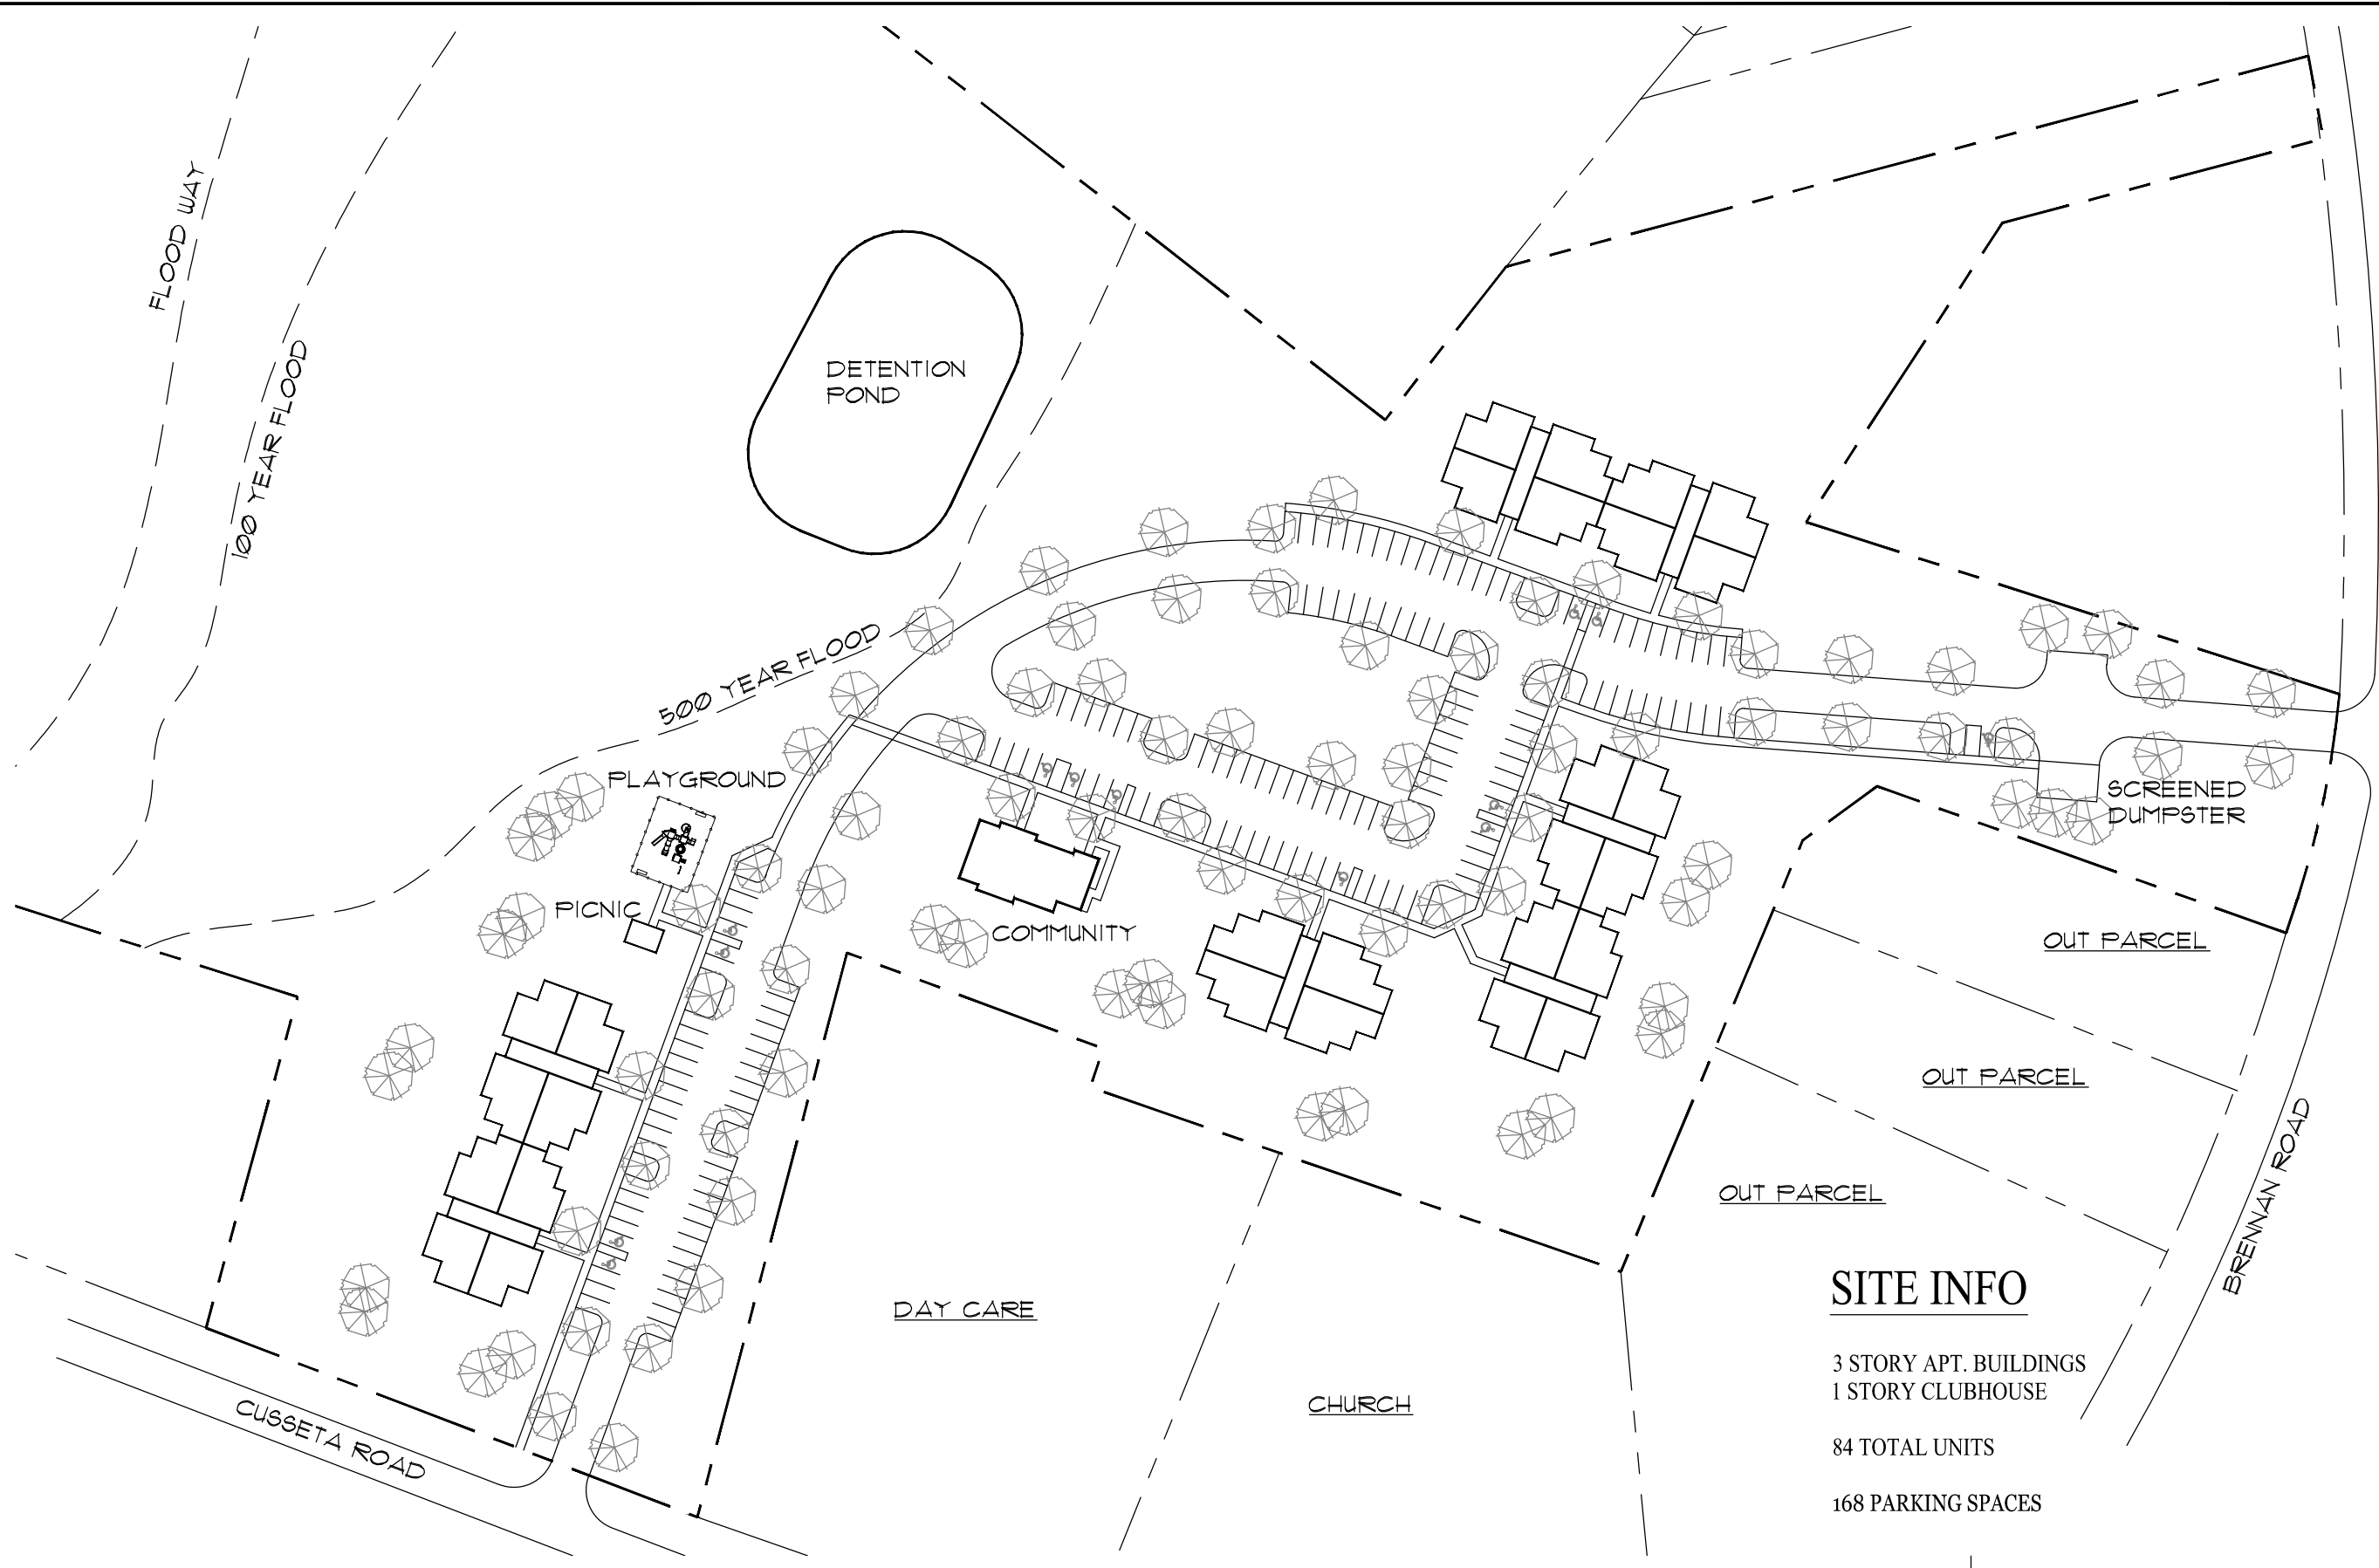 FLOOD WAY
100 YEAR FLOOD
DETENTION
POND
500 YEAR FLOOD
PLAYGROUND
PICNIC
COMMUNITY
SCREENED
DUMPSTER
OUT PARCEL
OUT PARCEL
OUT PARCEL
BRENNAN ROAD
DAY CARE
CHURCH
CUSSETA ROAD
SITE INFO
3 STORY APT. BUILDINGS
1 STORY CLUBHOUSE
84 TOTAL UNITS
168 PARKING SPACES